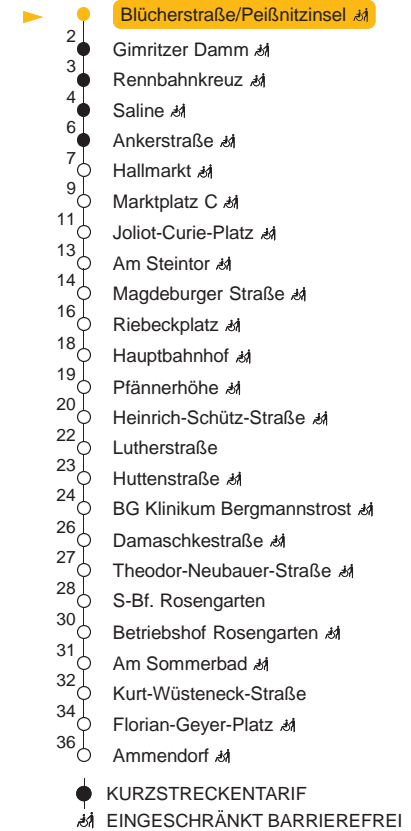 Blücherstraße/Peißnitzinsel
2
Gimritzer Damm
3
Rennbahnkreuz
4
Saline
6
Ankerstraße
7
Hallmarkt
9
Marktplatz C
11
Joliot-Curie-Platz
13
Am Steintor
14
Magdeburger Straße
16
Riebeckplatz
18
Hauptbahnhof
19
Pfännerhöhe
20
Heinrich-Schütz-Straße
22
Lutherstraße
23
Huttenstraße
24
BG Klinikum Bergmannstrost
26
Damaschkestraße
27
Theodor-Neubauer-Straße
28
S-Bf. Rosengarten
30
Betriebshof Rosengarten
31
Am Sommerbad
32
Kurt-Wüsteneck-Straße
34
Florian-Geyer-Platz
36
Ammendorf
KURZSTRECKENTARIF
EINGESCHRÄNKT BARRIEREFREI